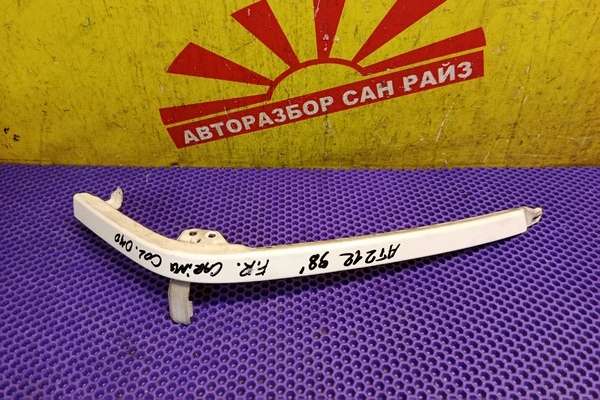 АВТОРАЗБОР САН РАЙЗ
AT212 98' F.R. CARINA COL. 040